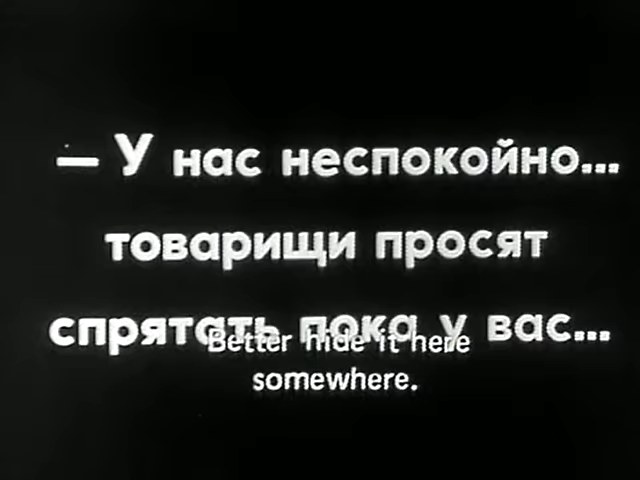 — У нас неспокойно...
товарищи просят
спрятать пока у вас...
Better hide it here
somewhere.